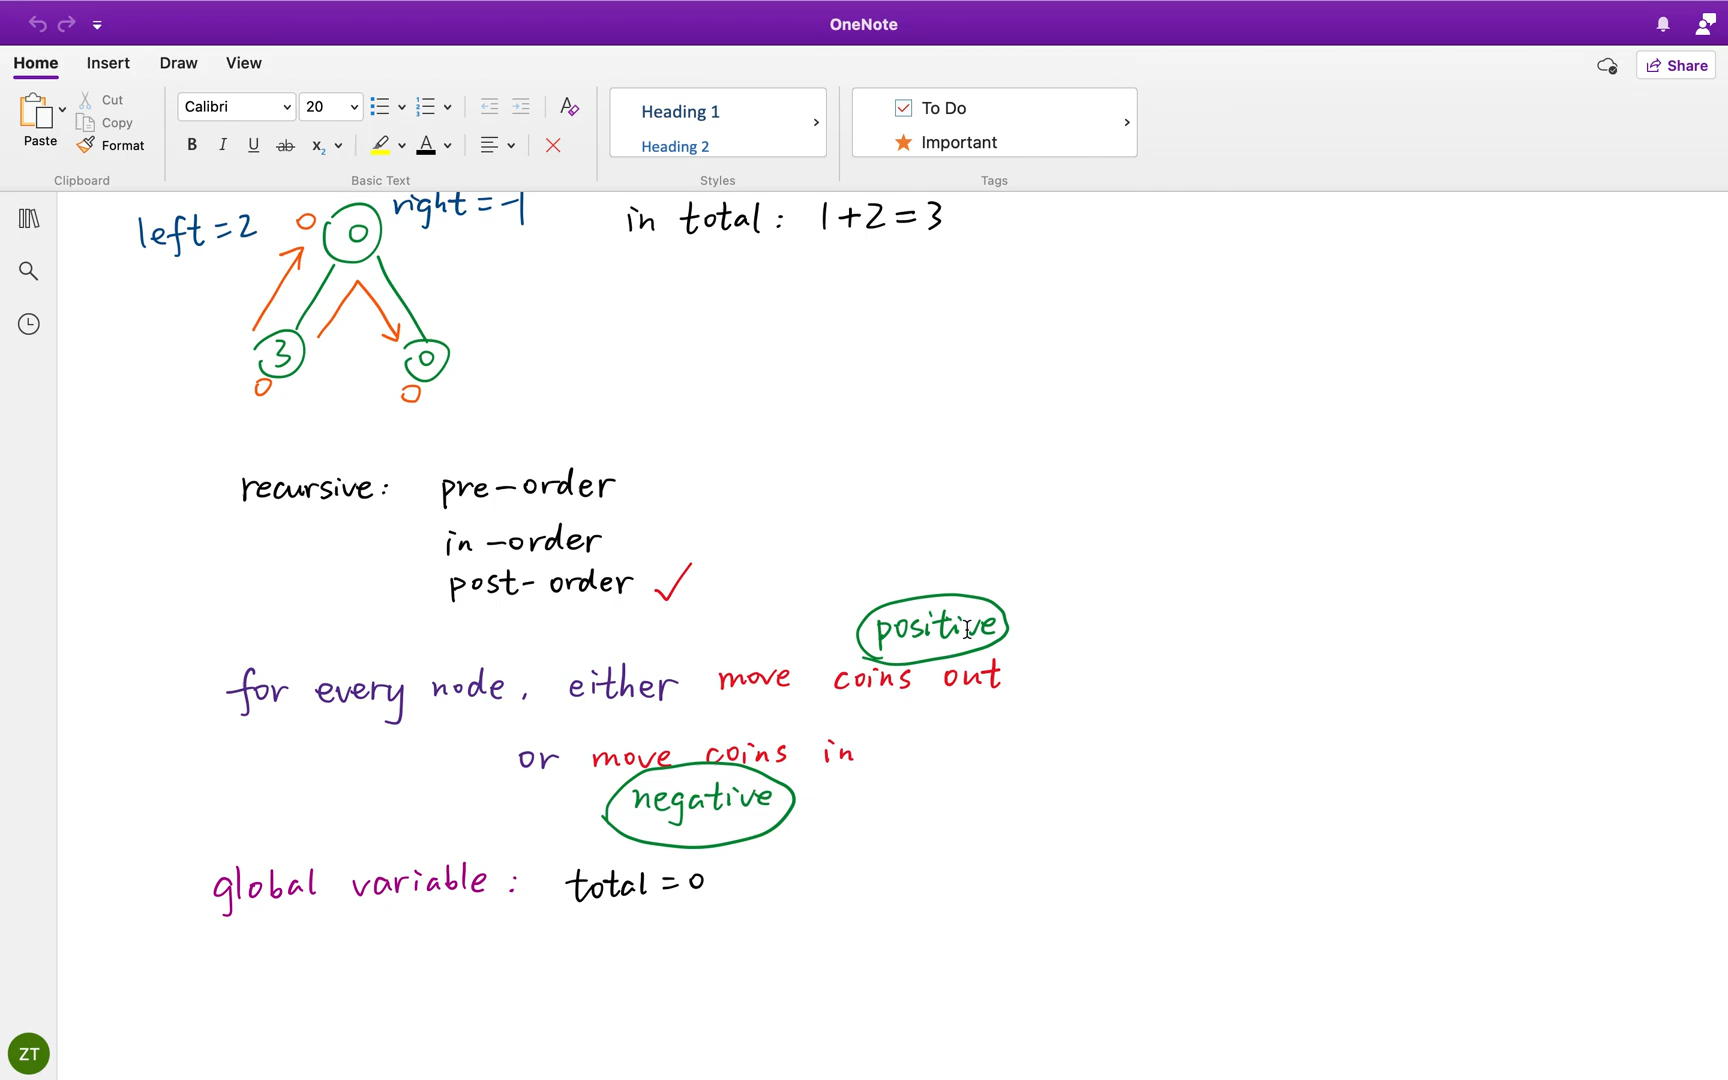 OneNote
Home Insert Draw View
Share
Paste
Cut
Copy
Format
Clipboard
Calibri 20
B I U ab x₂ A
Basic Text
Heading 1
Heading 2
Styles
To Do
Important
Tags
left = 2 0 0 right = -1 in total : 1+2=3
3 0
0 0
recursive : pre-order
in-order
post-order ✓
positive
for every node, either move coins out
or move coins in
negative
global variable : total = 0
ZT